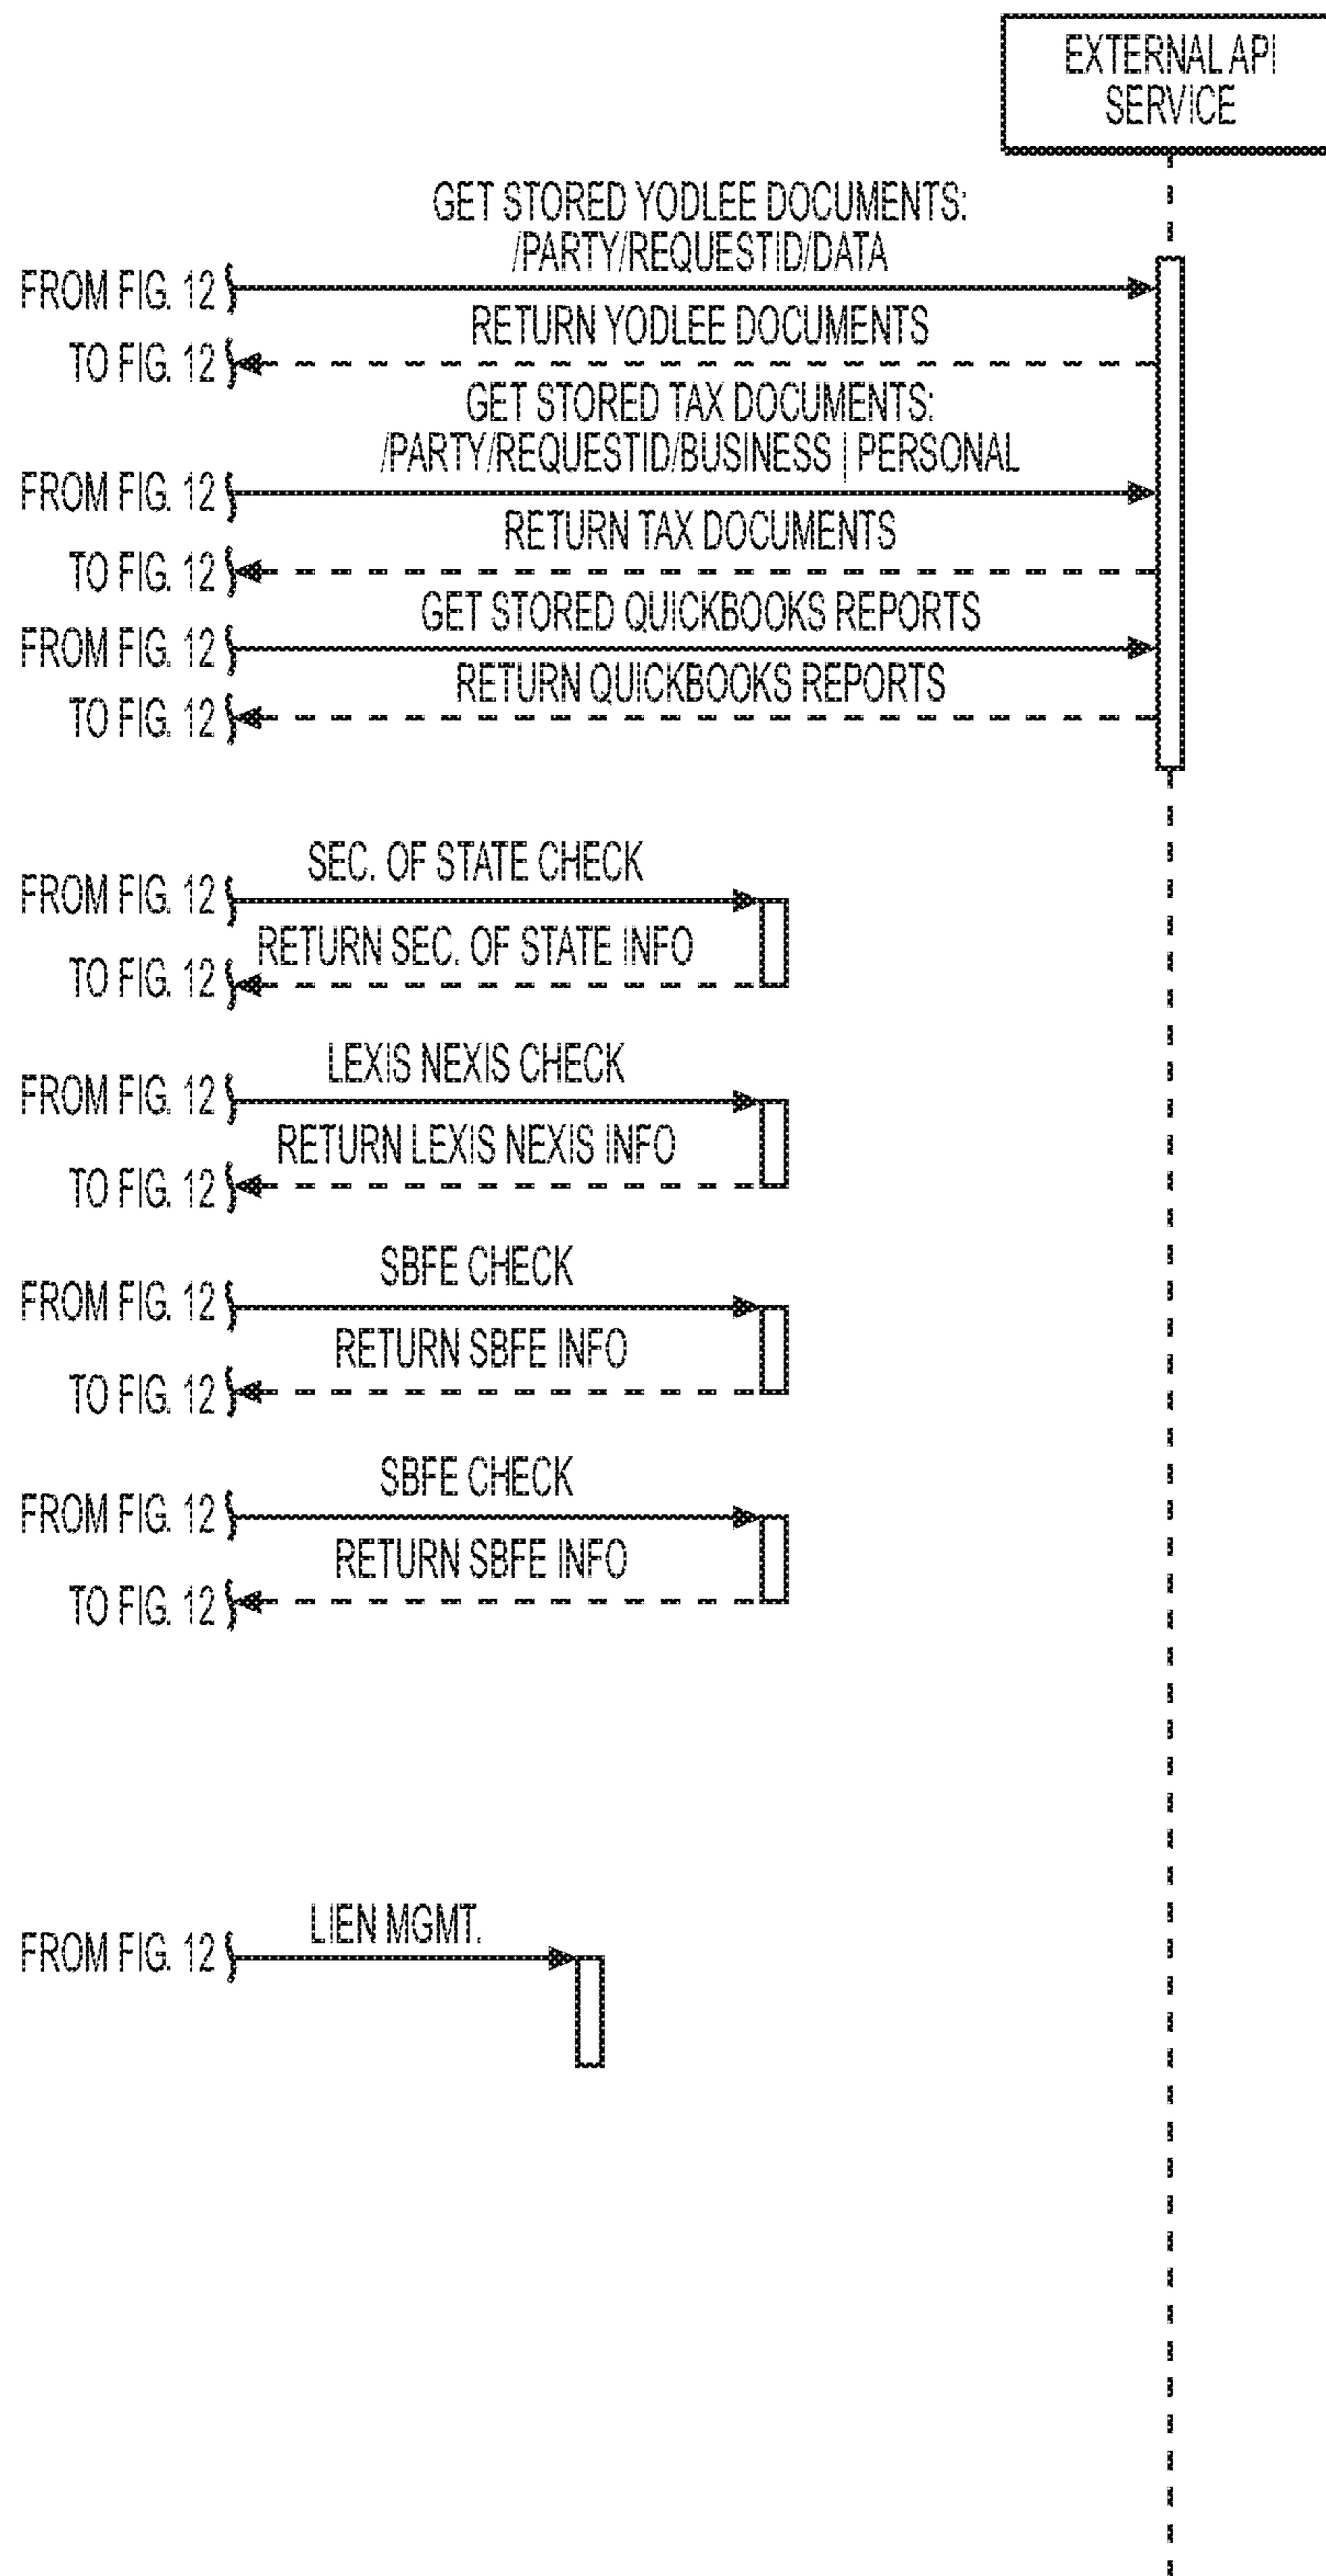 EXTERNAL API
SERVICE
GET STORED YODLEE DOCUMENTS:
/PARTY/REQUESTID/DATA
FROM FIG. 12
RETURN YODLEE DOCUMENTS
TO FIG. 12
GET STORED TAX DOCUMENTS:
/PARTY/REQUESTID/BUSINESS | PERSONAL
FROM FIG. 12
RETURN TAX DOCUMENTS
TO FIG. 12
GET STORED QUICKBOOKS REPORTS
FROM FIG. 12
RETURN QUICKBOOKS REPORTS
TO FIG. 12
SEC. OF STATE CHECK
FROM FIG. 12
RETURN SEC. OF STATE INFO
TO FIG. 12
LEXIS NEXIS CHECK
FROM FIG. 12
RETURN LEXIS NEXIS INFO
TO FIG. 12
SBFE CHECK
FROM FIG. 12
RETURN SBFE INFO
TO FIG. 12
SBFE CHECK
FROM FIG. 12
RETURN SBFE INFO
TO FIG. 12
LIEN MGMT.
FROM FIG. 12